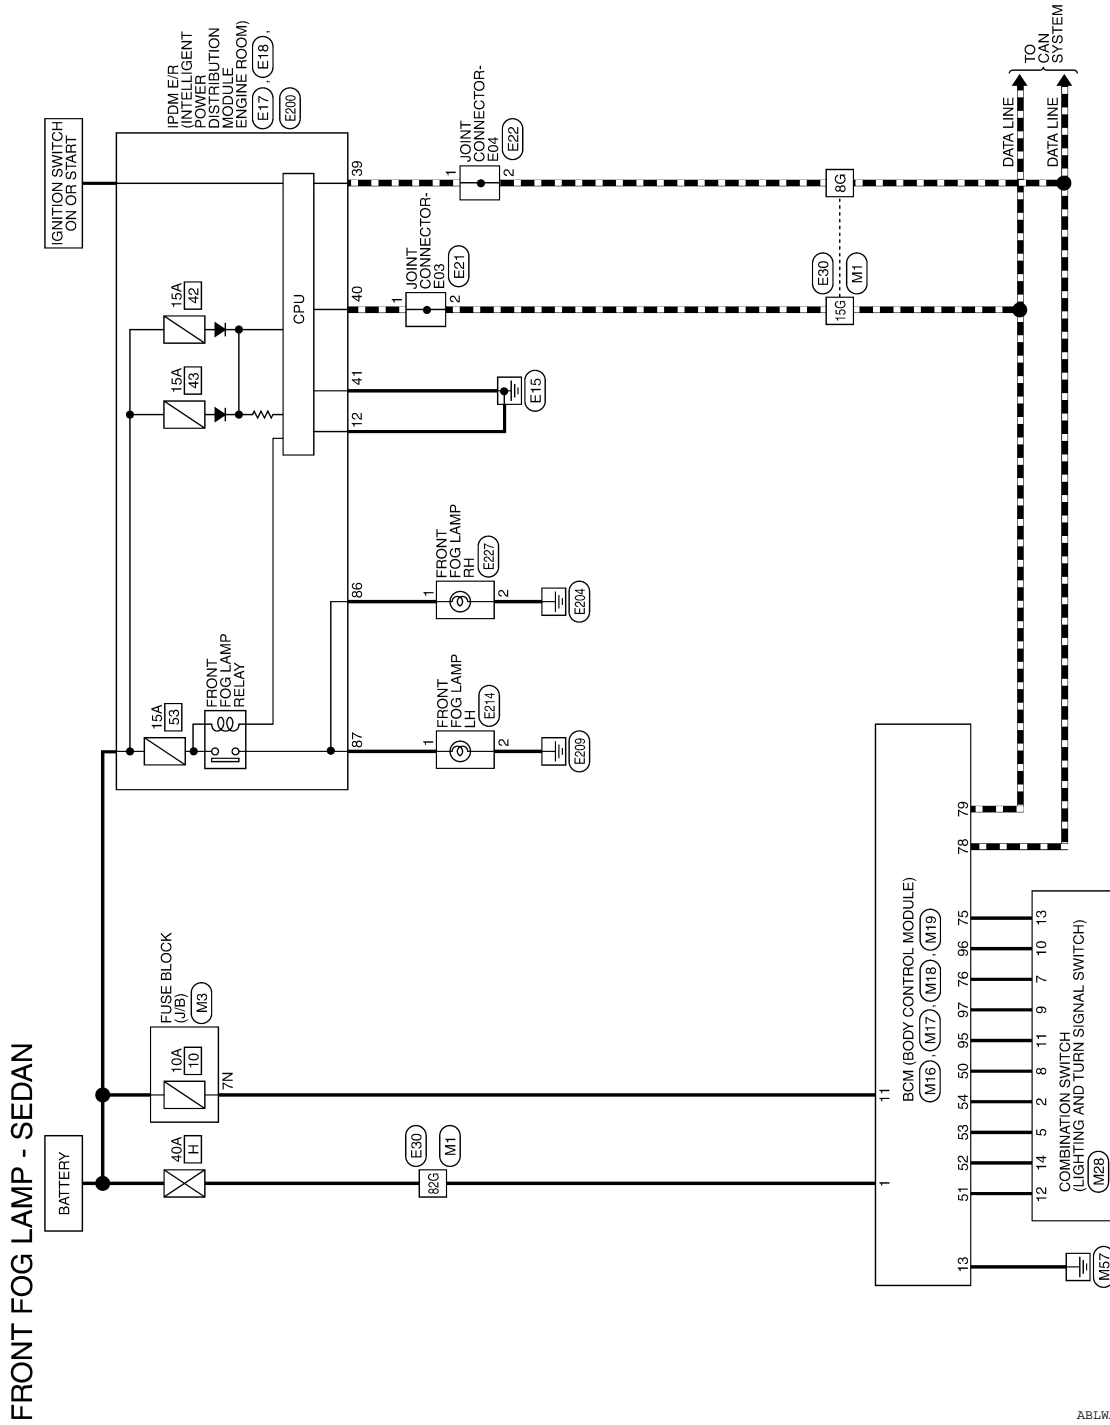 FRONT FOG LAMP - SEDAN
BATTERY
IGNITION SWITCH
ON OR START
40A
H
10A
10
7N
FUSE BLOCK
(J/B)
M3
15A
53
FRONT
FOG LAMP
RELAY
15A
43
15A
42
CPU
IPDM E/R
(INTELLIGENT
POWER
DISTRIBUTION
MODULE
ENGINE ROOM)
E17 , E18 ,
E200
87
86
12
41
40
39
E30
M1
82G
1
FRONT
FOG LAMP
LH
E214
2
E209
1
FRONT
FOG LAMP
RH
E227
2
E204
E15
1
JOINT
CONNECTOR-
E03
E21
2
1
JOINT
CONNECTOR-
E04
E22
2
15G
E30
M1
8G
1
11
BCM (BODY CONTROL MODULE)
M16 , M17 , M18 , M19
13
51
52
53
54
50
95
97
76
96
75
78
79
DATA LINE
DATA LINE
TO
CAN
SYSTEM
12
14
5
2
8
11
9
7
10
13
COMBINATION SWITCH
(LIGHTING AND TURN SIGNAL SWITCH)
M28
M57